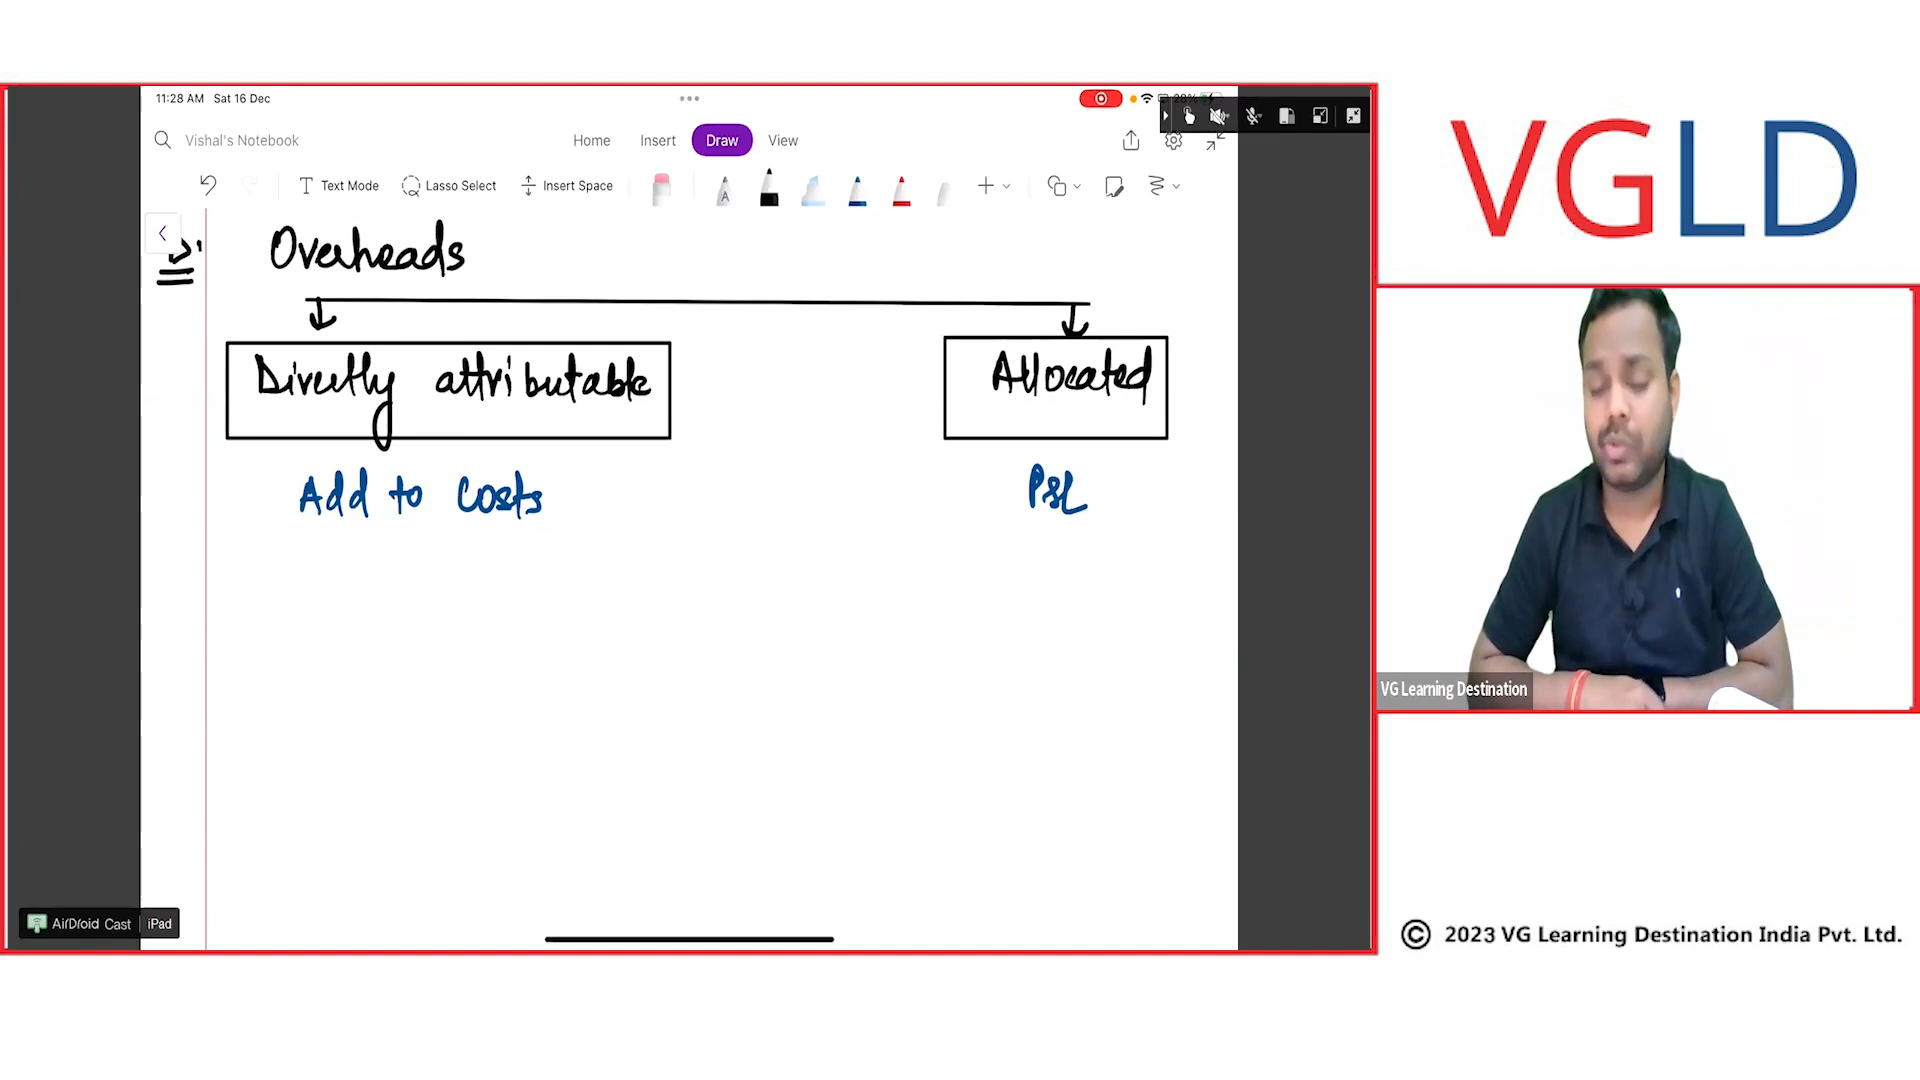 11:28 AM Sat 16 Dec
28%
VGLD
Vishal's Notebook
Home Insert Draw View
Text Mode Lasso Select Insert Space
Overheads
Directly attributable
Allocated
Add to costs
P&L
VG Learning Destination
AirDroid Cast iPad
© 2023 VG Learning Destination India Pvt. Ltd.